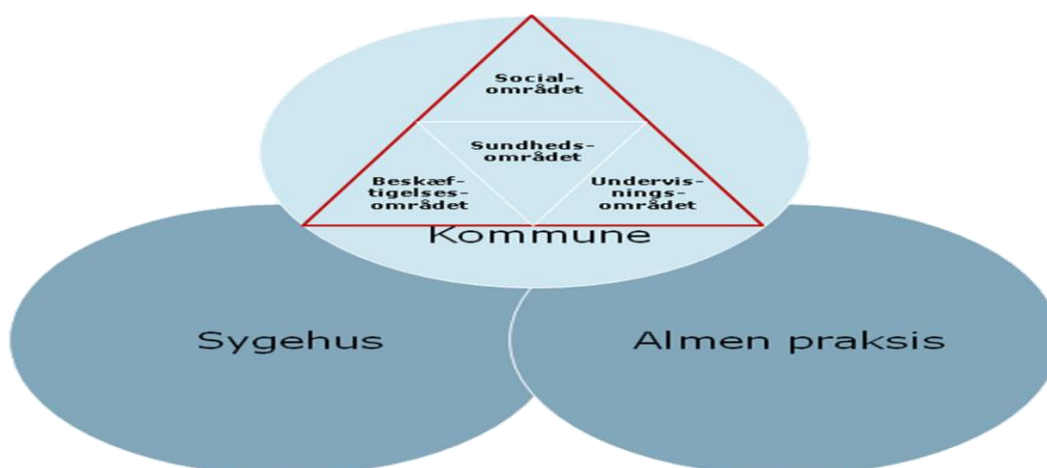 Social-
området
Sundheds-
området
Beskæf-
tigelses-
området
Undervis-
nings-
området
Kommune
Sygehus
Almen praksis